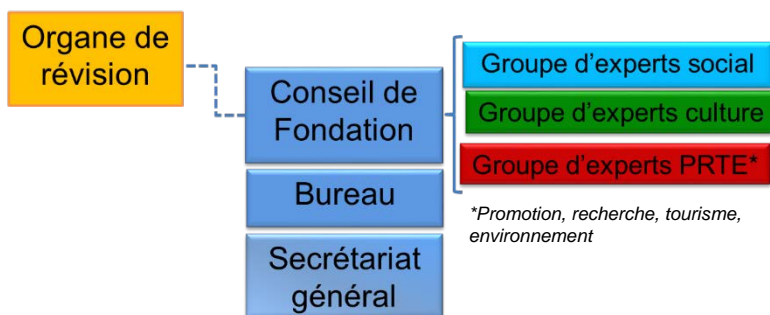 Organe de
révision
Conseil de
Fondation
Bureau
Secrétariat
général
Groupe d'experts social
Groupe d'experts culture
Groupe d'experts PRTE*
*Promotion, recherche, tourisme,
environnement